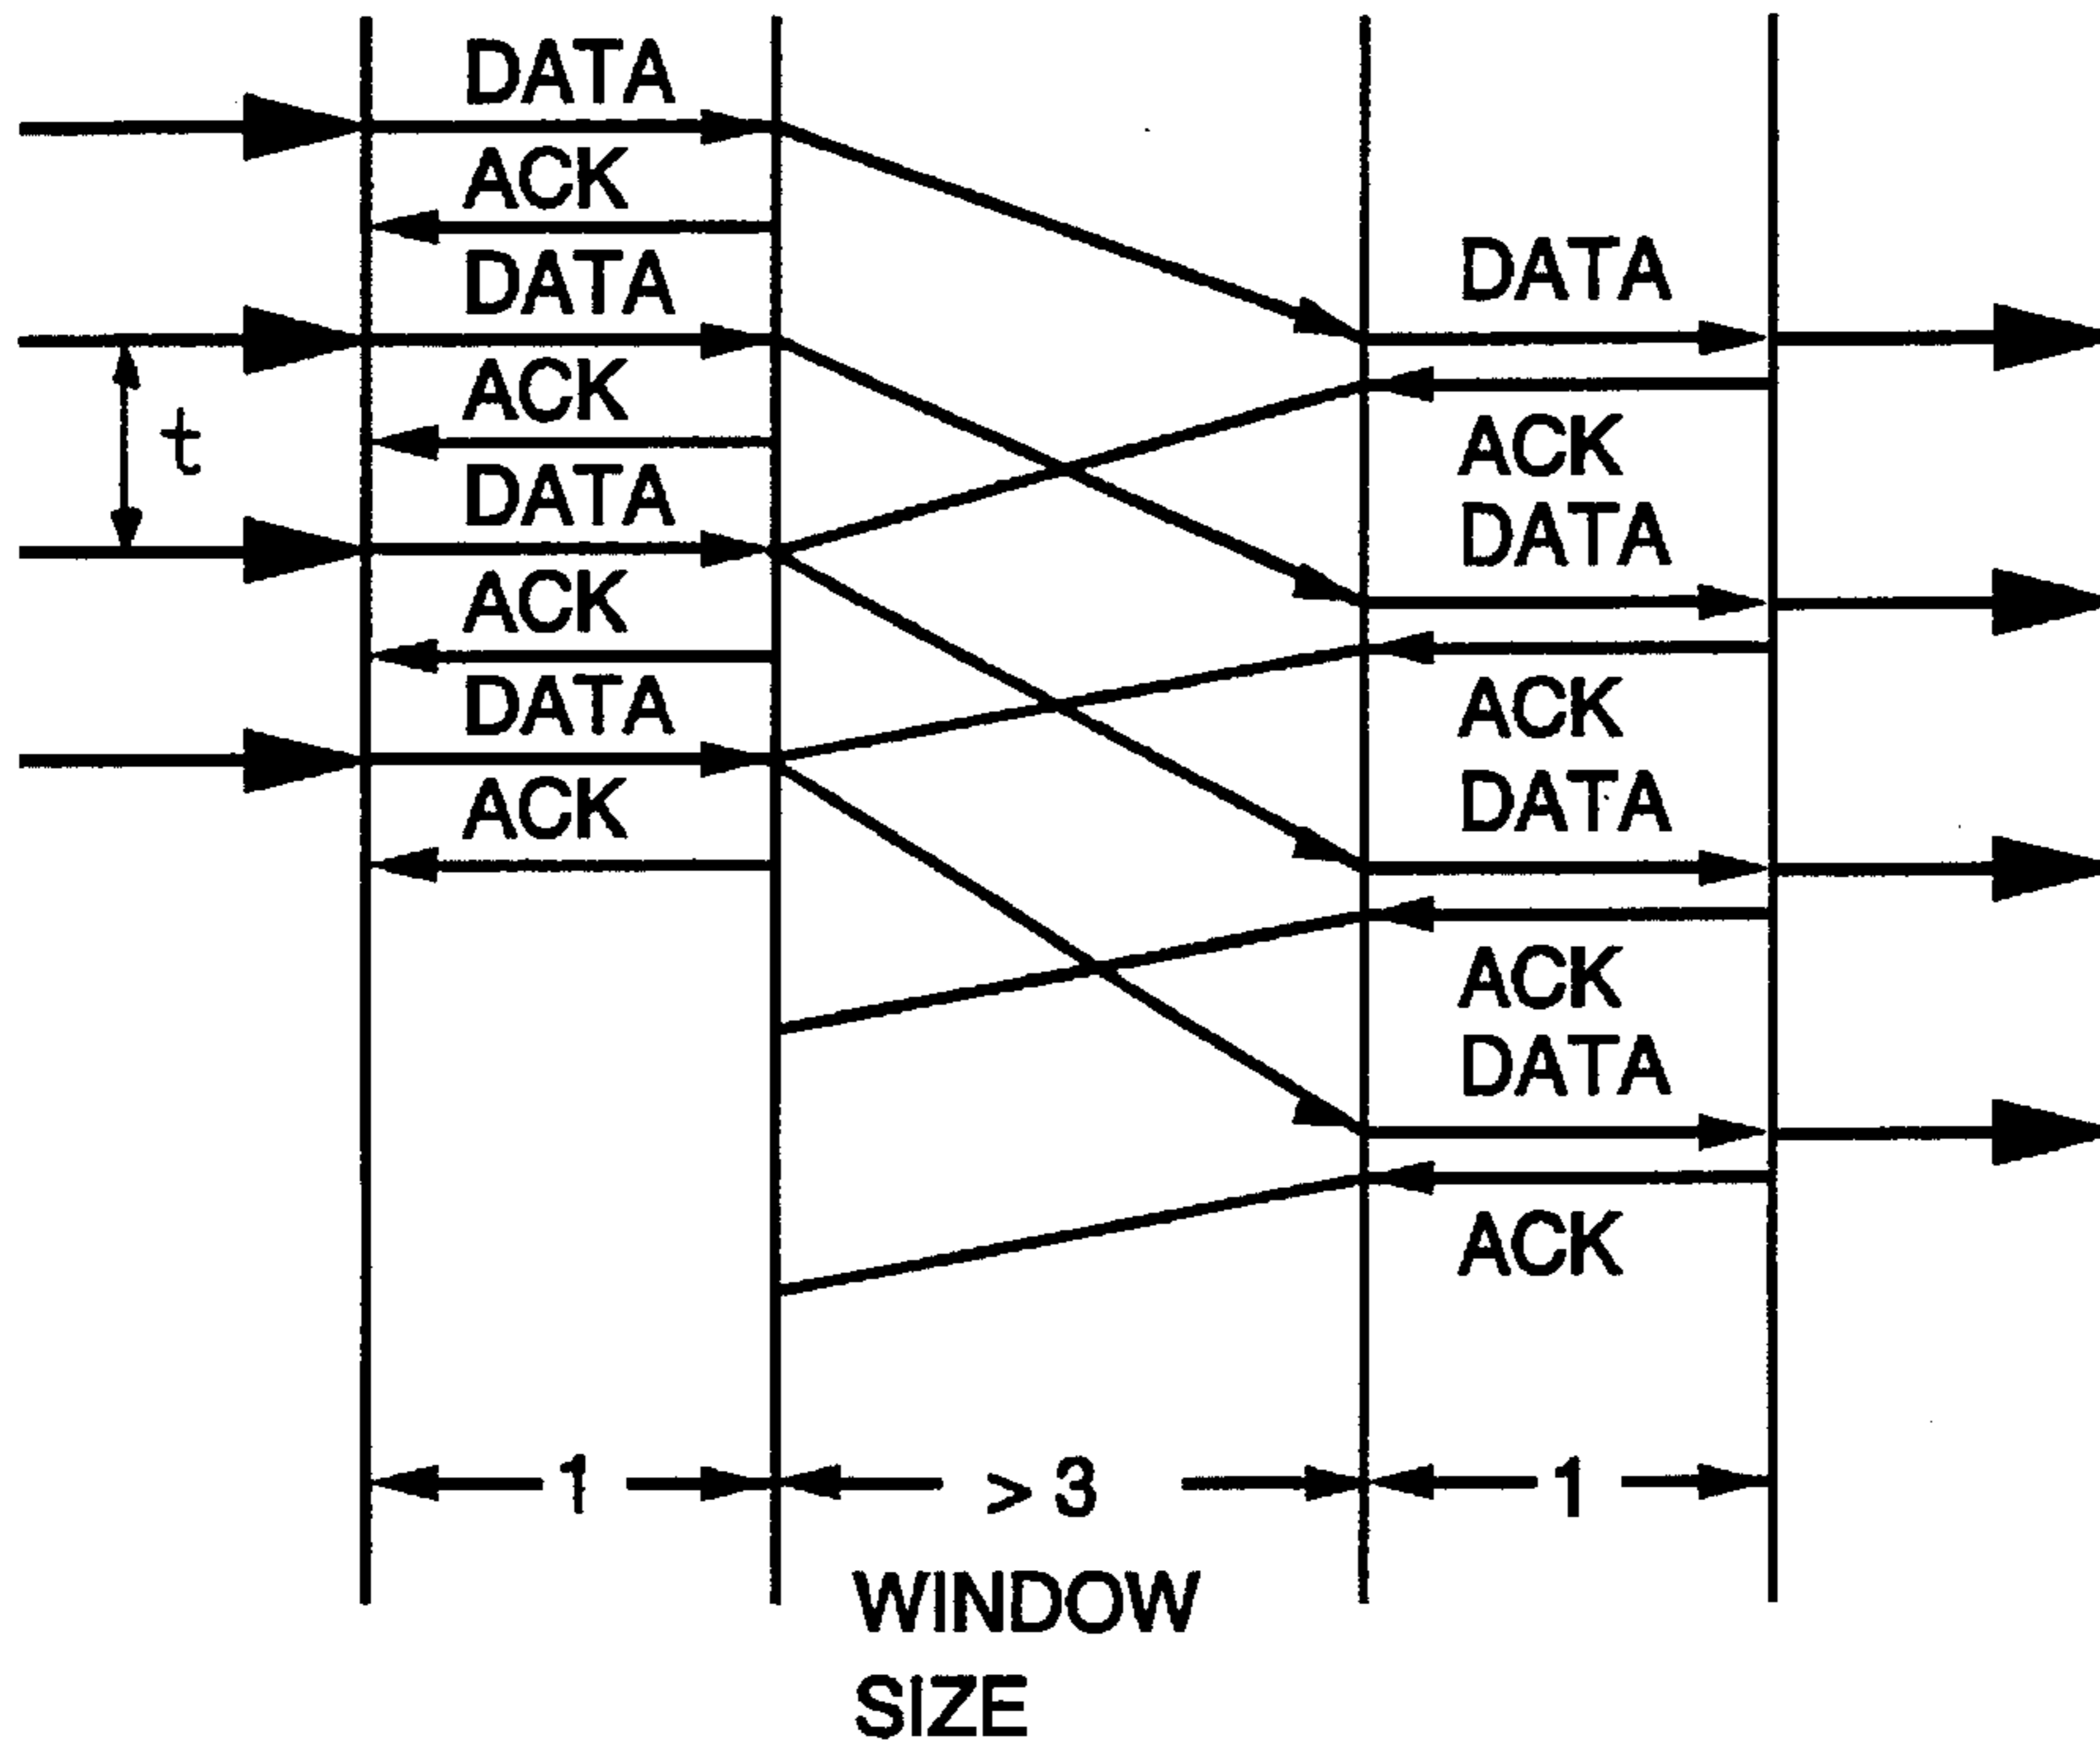 DATA
ACK
DATA
ACK
DATA
ACK
DATA
ACK
t
DATA
ACK
DATA
ACK
DATA
ACK
DATA
ACK
1
> 3
1
WINDOW
SIZE